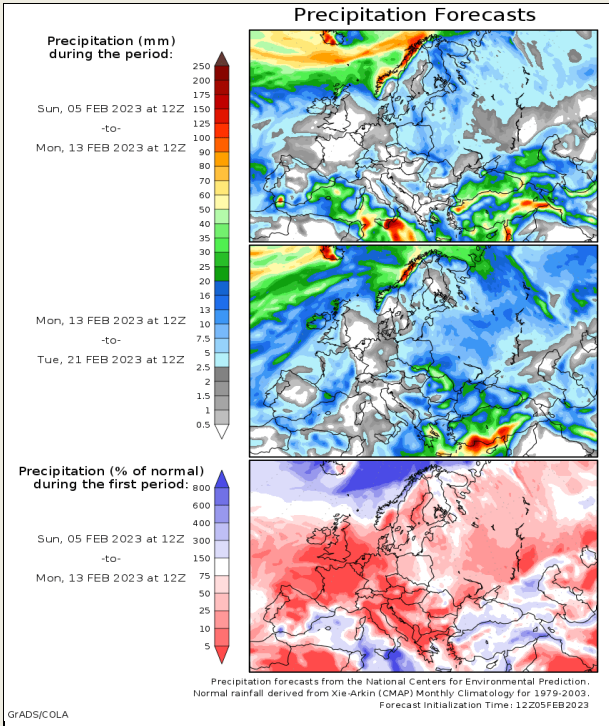 Precipitation Forecasts
Precipitation (mm)
during the period:
Sun, 05 FEB 2023 at 12Z
-to-
Mon, 13 FEB 2023 at 12Z
250
200
175
150
125
100
90
80
70
60
50
40
35
30
25
20
16
13
10
7.5
5
2.5
2
1.5
1
0.5
Mon, 13 FEB 2023 at 12Z
-to-
Tue, 21 FEB 2023 at 12Z
Precipitation (% of normal)
during the first period:
Sun, 05 FEB 2023 at 12Z
-to-
Mon, 13 FEB 2023 at 12Z
800
600
400
300
150
75
50
25
10
5
Precipitation forecasts from the National Centers for Environmental Prediction.
Normal rainfall derived from Xie-Arkin (CMAP) Monthly Climatology for 1979-2003.
Forecast Initialization Time: 12Z05FEB2023
GrADS/COLA